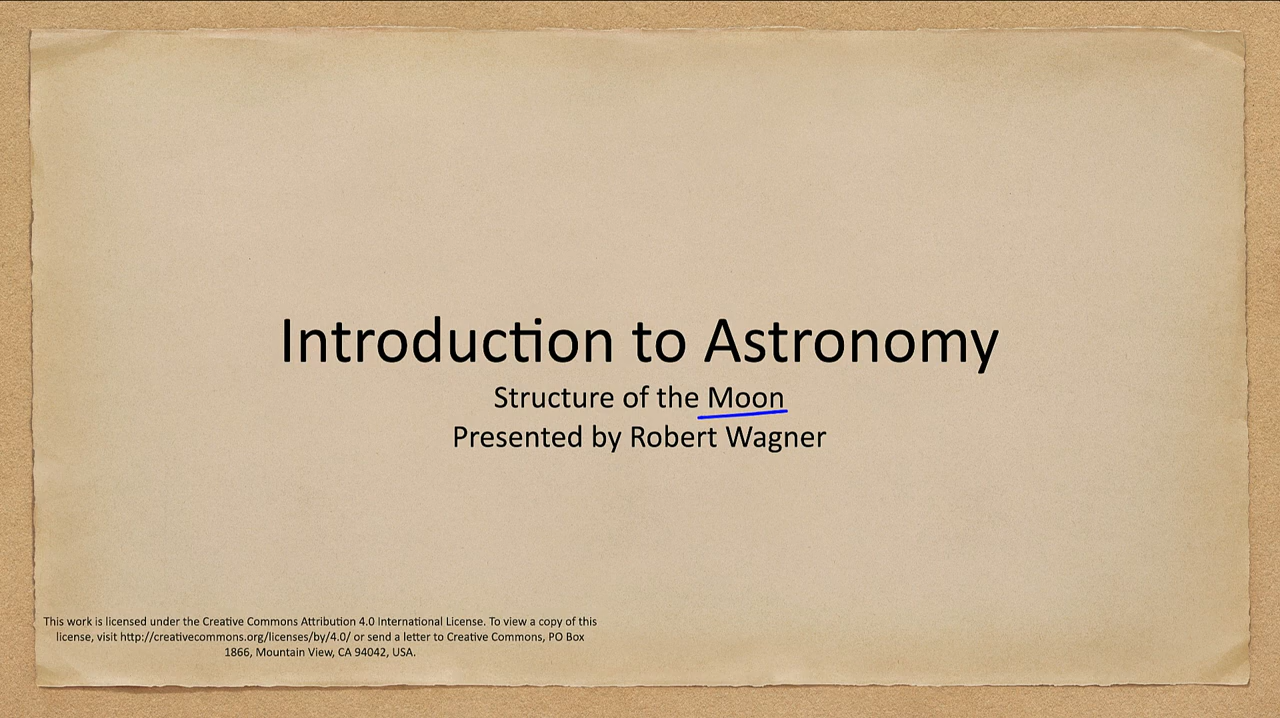 Introduction to Astronomy
Structure of the Moon
Presented by Robert Wagner
This work is licensed under the Creative Commons Attribution 4.0 International License. To view a copy of this
license, visit http://creativecommons.org/licenses/by/4.0/ or send a letter to Creative Commons, PO Box
1866, Mountain View, CA 94042, USA.